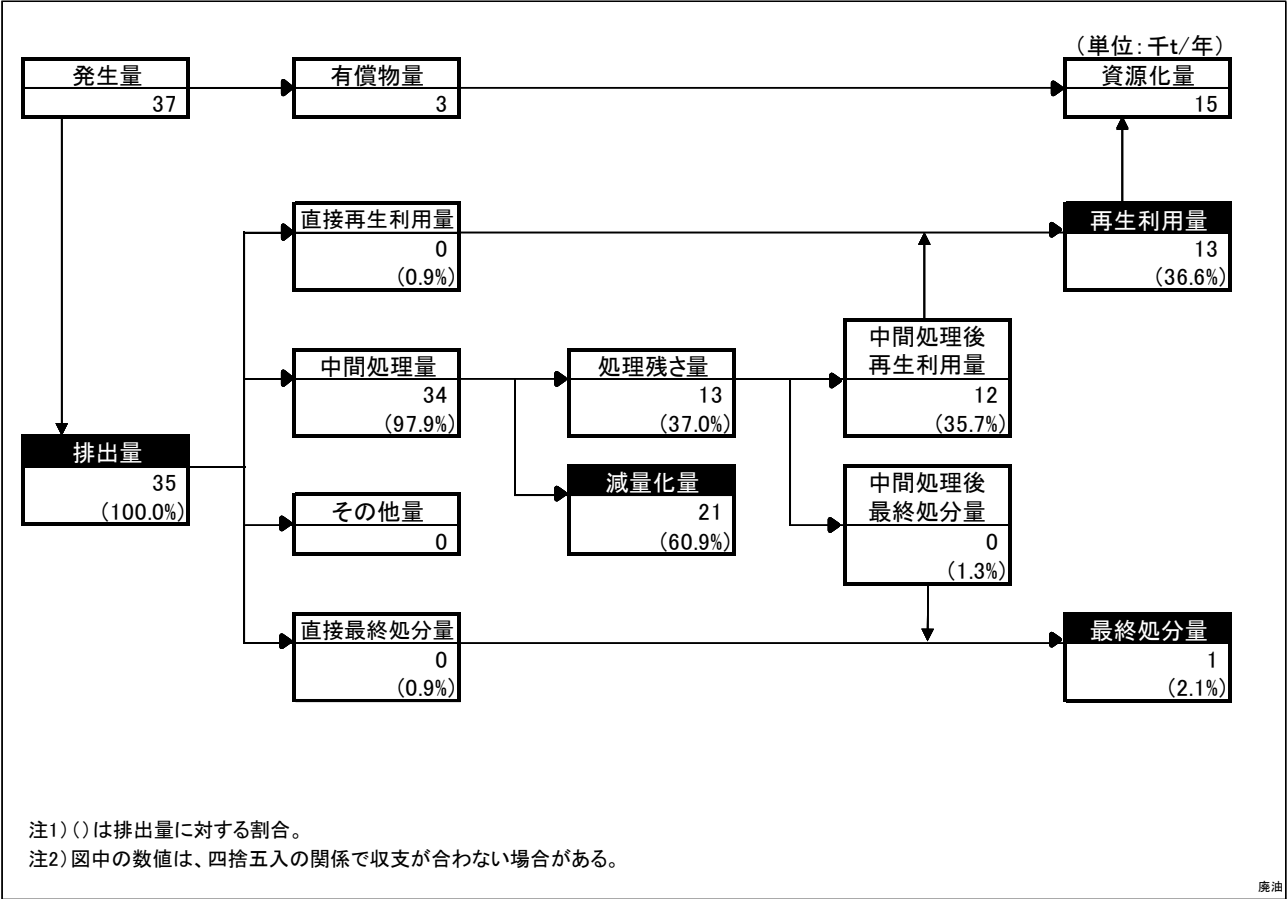 （単位：千t/年）
発生量
37
有償物量
3
資源化量
15
直接再生利用量
0
（0.9%）
再生利用量
13
（36.6%）
中間処理量
34
（97.9%）
処理残さ量
13
（37.0%）
中間処理後
再生利用量
12
（35.7%）
排出量
35
（100.0%）
その他量
0
減量化量
21
（60.9%）
中間処理後
最終処分量
0
（1.3%）
直接最終処分量
0
（0.9%）
最終処分量
1
（2.1%）
注1）（）は排出量に対する割合。
注2）図中の数値は、四捨五入の関係で収支が合わない場合がある。
廃油